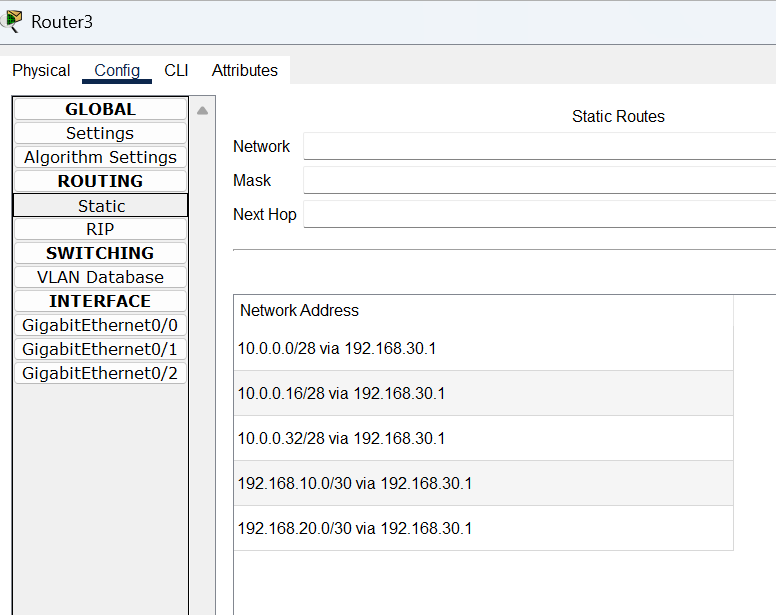 Router3
Physical Config CLI Attributes
GLOBAL
Settings
Algorithm Settings
ROUTING
Static
RIP
SWITCHING
VLAN Database
INTERFACE
GigabitEthernet0/0
GigabitEthernet0/1
GigabitEthernet0/2
Static Routes
Network
Mask
Next Hop
Network Address
10.0.0.0/28 via 192.168.30.1
10.0.0.16/28 via 192.168.30.1
10.0.0.32/28 via 192.168.30.1
192.168.10.0/30 via 192.168.30.1
192.168.20.0/30 via 192.168.30.1